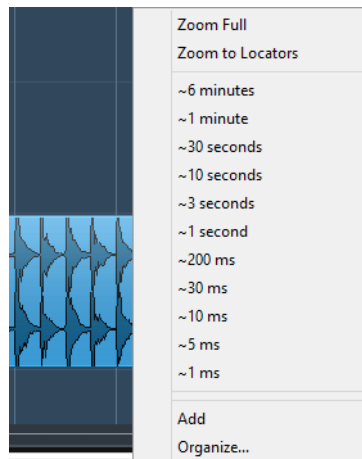 Zoom Full
Zoom to Locators
~6 minutes
~1 minute
~30 seconds
~10 seconds
~3 seconds
~1 second
~200 ms
~30 ms
~10 ms
~5 ms
~1 ms
Add
Organize...